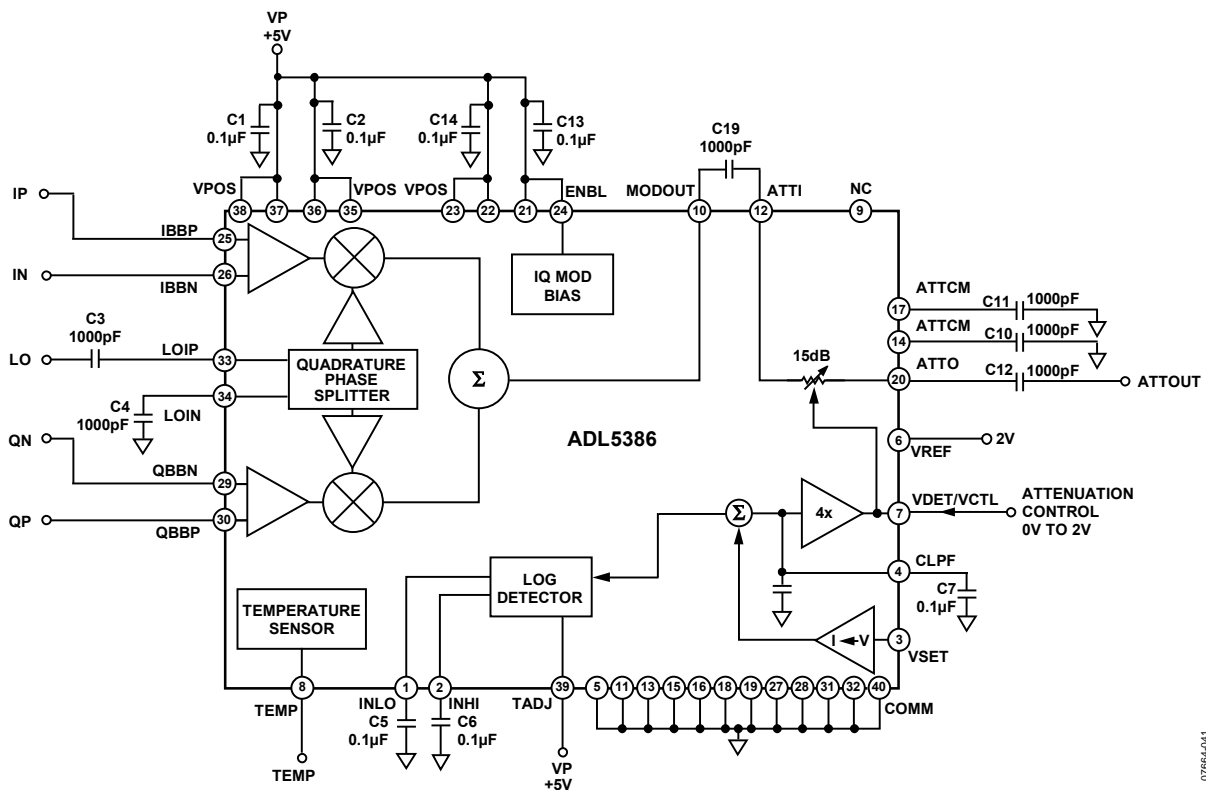 VP
+5V
C1
0.1µF
C2
0.1µF
C14
0.1µF
C13
0.1µF
C19
1000pF
VPOS
VPOS
VPOS
ENBL
MODOUT
ATTI
NC
38
37
36
35
23
22
21
24
10
12
9
IP
IBBP
25
IN
26
IBBN
IQ MOD
BIAS
ATTCM
17
C11
1000pF
ATTCM
14
C10
1000pF
C3
1000pF
LO
LOIP
33
QUADRATURE
PHASE
SPLITTER
Σ
15dB
ATTO
20
C12
1000pF
ATTOUT
34
C4
1000pF
LOIN
ADL5386
6
VREF
2V
QN
QBBN
29
QP
30
QBBP
Σ
4x
VDET/VCTL
7
ATTENUATION
CONTROL
0V TO 2V
CLPF
4
C7
0.1µF
LOG
DETECTOR
TEMPERATURE
SENSOR
I
V
3
VSET
8
1
2
39
5
11
13
15
16
18
19
27
28
31
32
40
TEMP
INLO
INHI
TADJ
COMM
C5
0.1µF
C6
0.1µF
TEMP
VP
+5V
07664-041